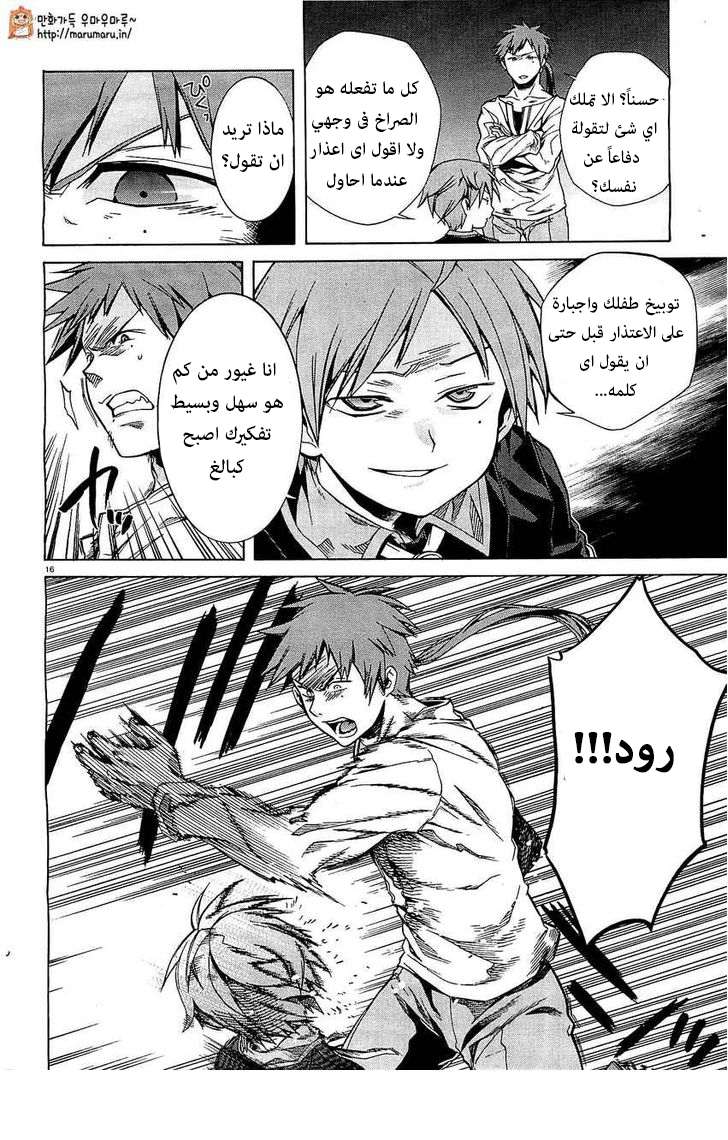 만화가득 우마우마루~
http://marumaru.in/
حسناً؟ الا تملك
اي شئ لتقولة
دفاعاً عن
نفسك؟
كل ما تفعله هو
الصراخ فى وجهي
ولا اقول اى اعذار
عندما احاول
ماذا تريد
ان تقول؟
ぴくっ
توبيخ طفلك واجبارة
على الاعتذار قبل حتى
ان يقول اى
كلمه...
انا غيور من كم
هو سهل وبسيط
تفكيرك اصبح
كبالغ
16
رود!!!